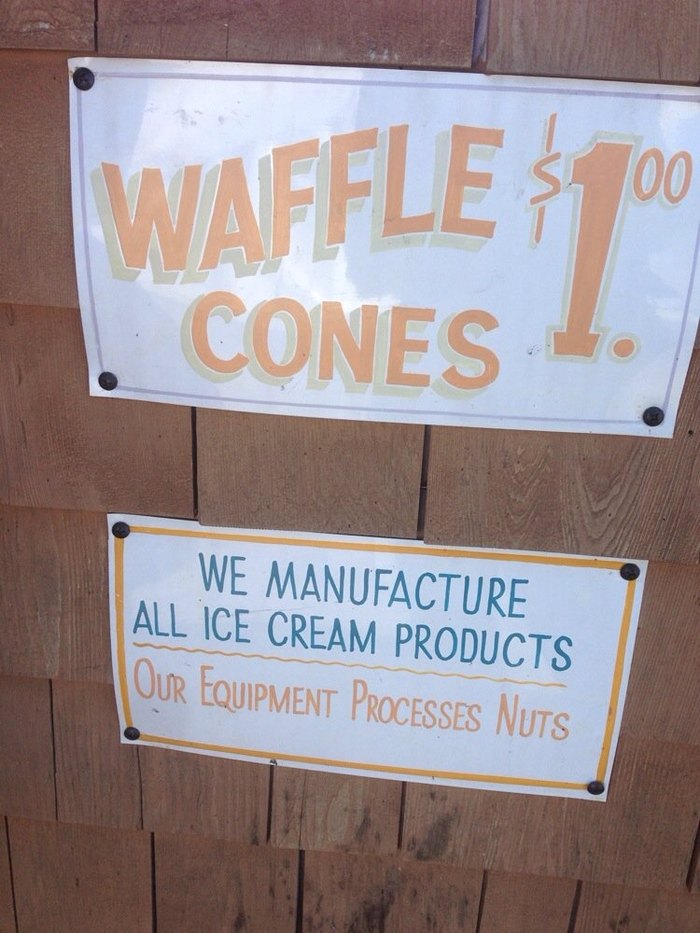 WAFFLE $1.00
CONES
WE MANUFACTURE
ALL ICE CREAM PRODUCTS
OUR EQUIPMENT PROCESSES NUTS